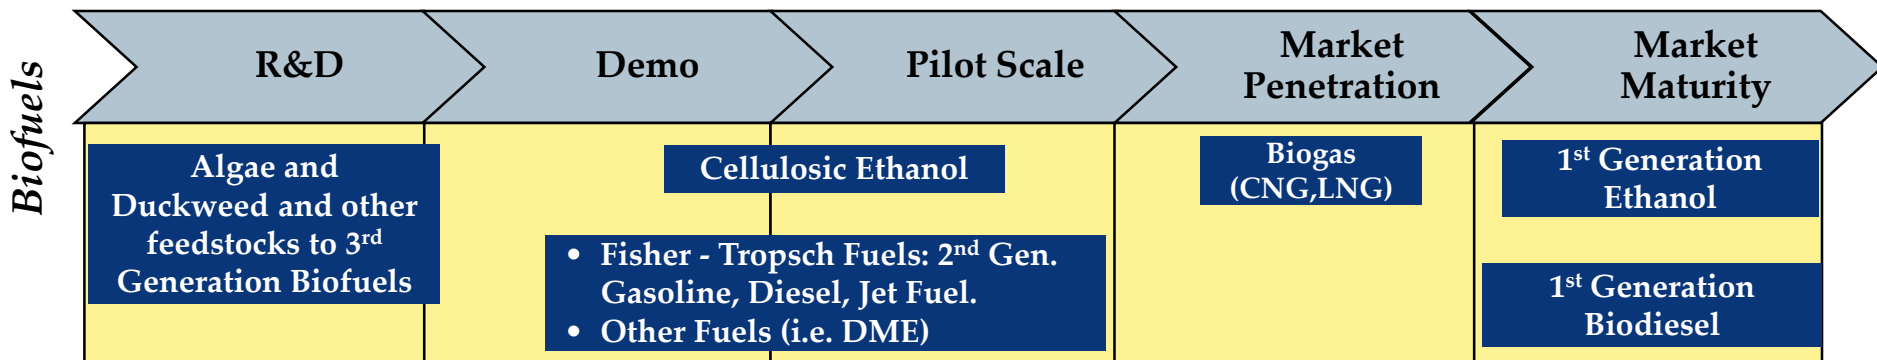 Biofuels
R&D
Demo
Pilot Scale
Market
Penetration
Market
Maturity
Algae and
Duckweed and other
feedstocks to 3rd
Generation Biofuels
Cellulosic Ethanol
• Fisher - Tropsch Fuels: 2nd Gen.
Gasoline, Diesel, Jet Fuel.
• Other Fuels (i.e. DME)
Biogas
(CNG,LNG)
1st Generation
Ethanol
1st Generation
Biodiesel